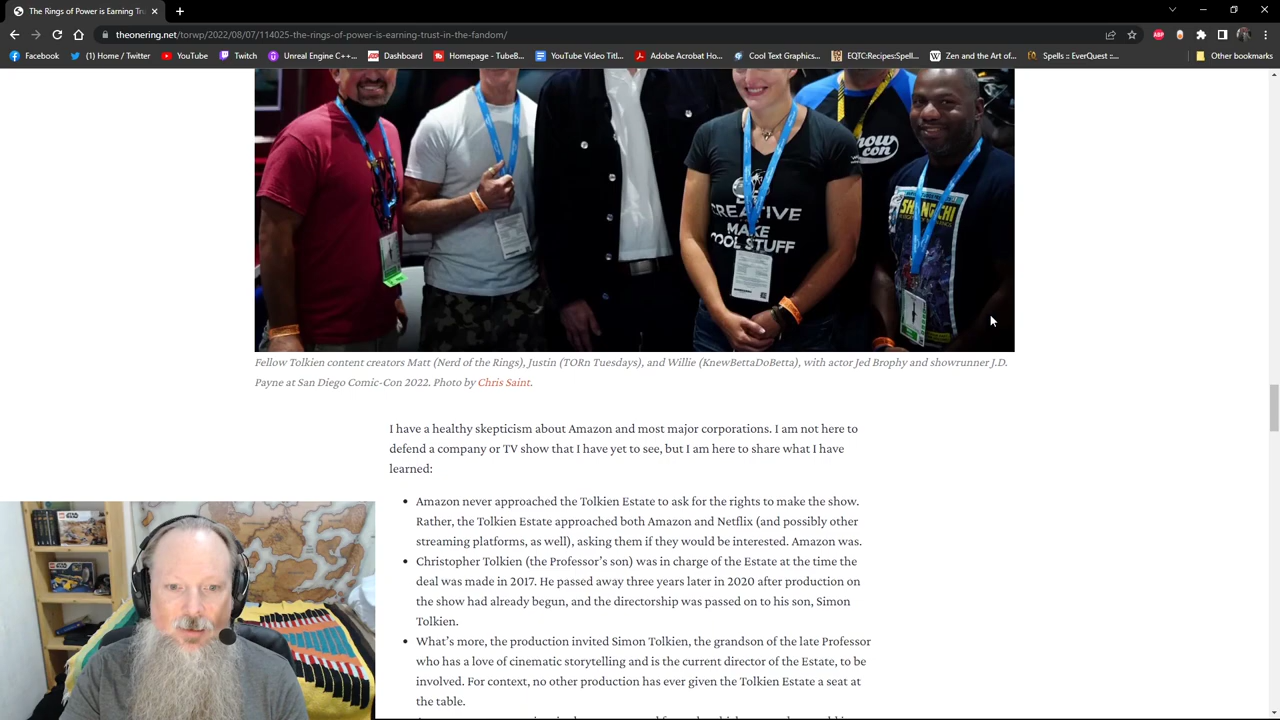 The Rings of Power is Earning Tru
theonering.net/torwp/2022/08/07/114025-the-rings-of-power-is-earning-trust-in-the-fandom/
Facebook (1) Home / Twitter YouTube Twitch Unreal Engine C++... Dashboard Homepage - TubeB... YouTube Video Titl... Adobe Acrobat Ho... Cool Text Graphics... EQTC:Recipes:Spell... Zen and the Art of... Spells :: EverQuest ::... Other bookmarks
CREATIVE
MAKE
COOL STUFF
SHANG-CHI
Fellow Tolkien content creators Matt (Nerd of the Rings), Justin (TORn Tuesdays), and Willie (KnewBettaDoBetta), with actor Jed Brophy and showrunner J.D.
Payne at San Diego Comic-Con 2022. Photo by Chris Saint.
I have a healthy skepticism about Amazon and most major corporations. I am not here to
defend a company or TV show that I have yet to see, but I am here to share what I have
learned:
• Amazon never approached the Tolkien Estate to ask for the rights to make the show.
Rather, the Tolkien Estate approached both Amazon and Netflix (and possibly other
streaming platforms, as well), asking them if they would be interested. Amazon was.
• Christopher Tolkien (the Professor's son) was in charge of the Estate at the time the
deal was made in 2017. He passed away three years later in 2020 after production on
the show had already begun, and the directorship was passed on to his son, Simon
Tolkien.
• What's more, the production invited Simon Tolkien, the grandson of the late Professor
who has a love of cinematic storytelling and is the current director of the Estate, to be
involved. For context, no other production has ever given the Tolkien Estate a seat at
the table.